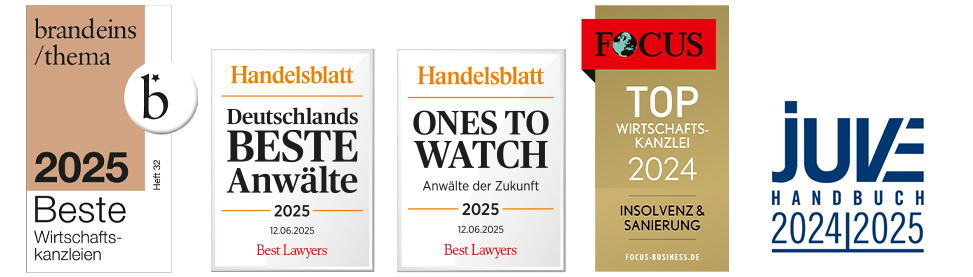 brandeins
/thema
b
2025
Heft 32
Beste
Wirtschafts-
kanzleien
Handelsblatt
Deutschlands
BESTE
Anwälte
2025
12.06.2025
Best Lawyers
Handelsblatt
ONES TO
WATCH
Anwälte der Zukunft
2025
12.06.2025
Best Lawyers
FOCUS
TOP
WIRTSCHAFTS-
KANZLEI
2024
INSOLVENZ &
SANIERUNG
FOCUS-BUSINESS.DE
JUVE
HANDBUCH
2024|2025